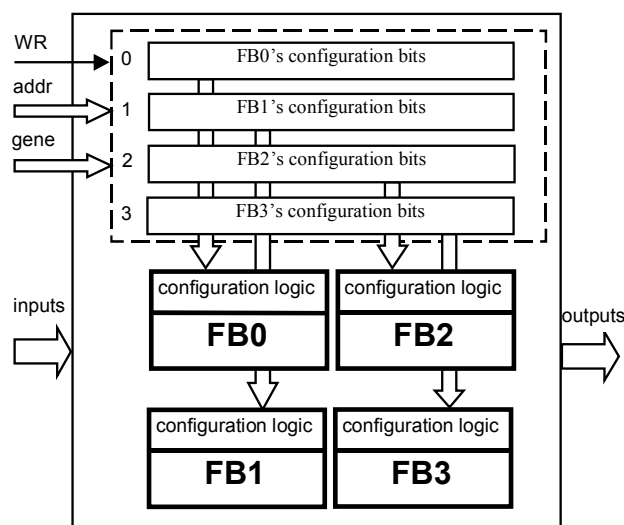 WR
0
FB0's configuration bits
addr
1
FB1's configuration bits
gene
2
FB2's configuration bits
3
FB3's configuration bits
inputs
configuration logic
FB0
configuration logic
FB2
outputs
configuration logic
FB1
configuration logic
FB3